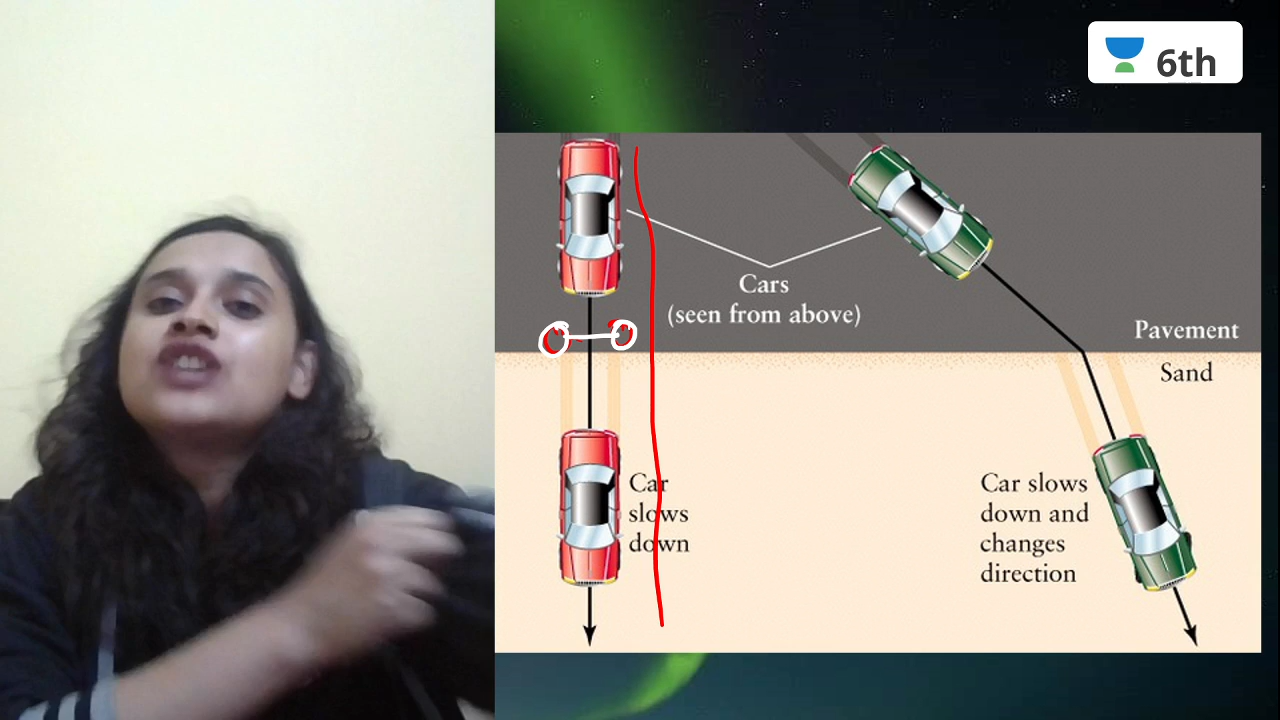 6th
Cars
(seen from above)
Pavement
Sand
Car
slows
down
Car slows
down and
changes
direction